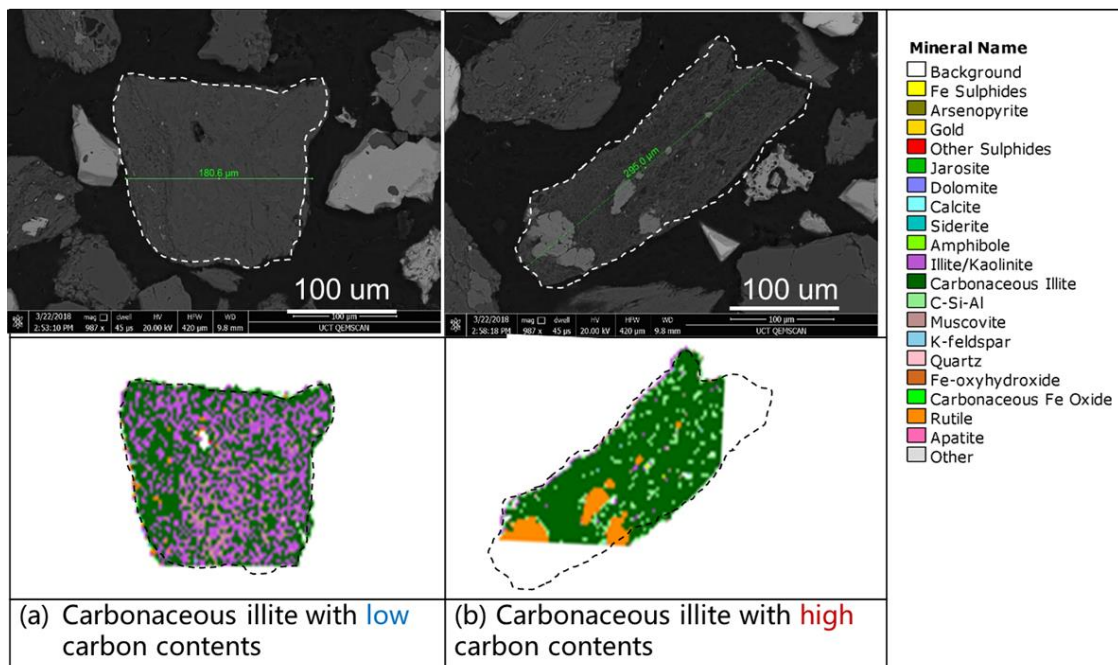 180.6 µm
100 um
3/22/2018 mag HV HFW WD 100 µm
2:53:10 PM 987 x 45 µs 20.00 kV 420 µm 9.8 mm UCT QEMSCAN
295.0 µm
100 um
3/22/2018 mag dwell HV HFW WD 100 µm
2:58:18 PM 987 x 45 µs 20.00 kV 420 µm 9.8 mm UCT QEMSCAN
(a) Carbonaceous illite with low
carbon contents
(b) Carbonaceous illite with high
carbon contents
Mineral Name
Background
Fe Sulphides
Arsenopyrite
Gold
Other Sulphides
Jarosite
Dolomite
Calcite
Siderite
Amphibole
Illite/Kaolinite
Carbonaceous Illite
C-Si-Al
Muscovite
K-feldspar
Quartz
Fe-oxyhydroxide
Carbonaceous Fe Oxide
Rutile
Apatite
Other